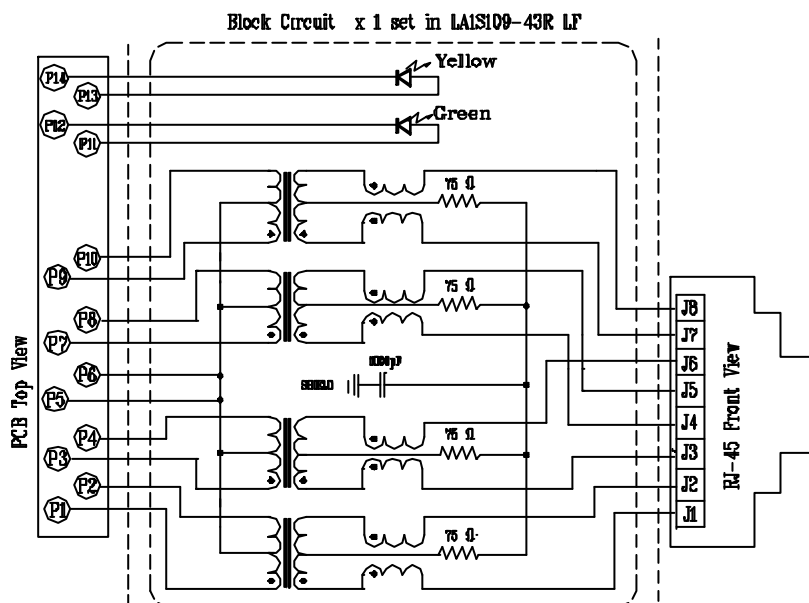 Block Circuit x 1 set in LA1S109-43R LF
P14
Yellow
P13
P12
Green
P11
75 Ω
P10
P9
75 Ω
P8
J8
P7
J7
P6
J6
P5
J5
P4
J4
75 Ω
P3
J3
P2
J2
P1
J1
75 Ω
PCB Top View
RJ-45 Front View